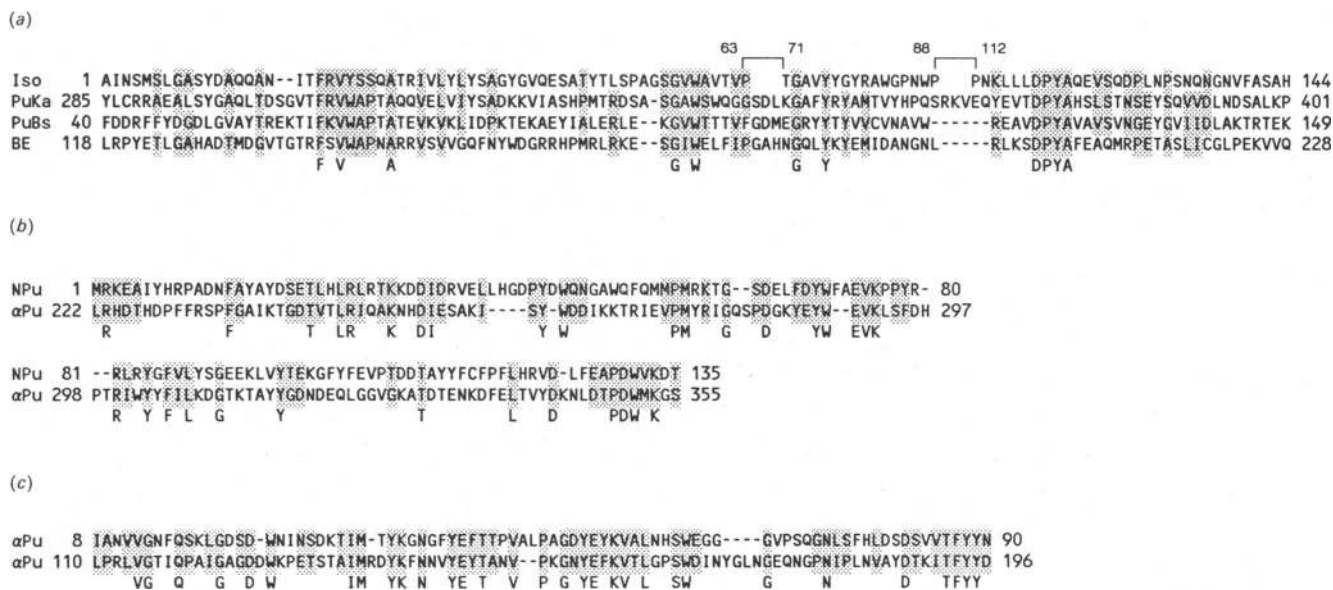 (a)
63 71 88 112
Iso 1 AINSMSLGASYDAQQAN--ITFRVYSSQATRIVLYLYSAGYGVQESATYTLSPAGSGVWAVTVP TGAVYYGYRAWGPNWP PNKLLLDPYAQEVSQDPLNPSNQNGNVFASAH 144
PuKa 285 YLCRRAEALSYGAQLTDSGVTFRVWAPTAQQVELVIYSADKKVIASHPMTRDSA-SGAWSWQGGSDLKGAFYRYAMTVYHPQSRKVEQYEVTDPYAHSLSTNSEYSQVVDLNDSALKP 401
PuBs 40 FDDRFFYDGDLGVAYTREKTIFKVWAPTATEVKVKLIDPKTEKAEYIALERLE--KGVWTTTVFGDMEGRYYTYVVCVNAVW------REAVDPYAVAVSVNGEYGVIIDLAKTRTEK 149
BE 118 LRPYETLGAHADTMDGVTGTRFSVWAPNARRVSVVGQFNYWDGRRHPMRLRKE--SGIWELFIPGAHNGQLYKYEMIDANGNL-----RLKSDPYAFEAQMRPETASLICGLPEKVVQ 228
F V A G W G Y DPYA
(b)
NPu 1 MRKEAIYHRPADNFAYAYDSETLHLRLRTKKDDIDRVELLHGDPYDWQNGAWQFQMMPMRKTG--SDELFDYWFAEVKPPYR- 80
αPu 222 LRHDTHDPFFRSPFGAIKTGDTVTLRIQAKNHDIESAKI----SY-WDDIKKTRIEVPMYRIGQSPDGKYEYW-EVKLSFDH 297
R F T LR K DI Y W PM G D YW EVK
NPu 81 --RLRYGFVLYSGEEKLVYTEKGFYFEVPTDDTAYYFCFPFLHRVD-LFEAPDWVKDT 135
αPu 298 PTRIWYYFILKDGTKTAYYGDNDEQLGGVGKATDTENKDFELTVYDKNLDTPDWMKGS 355
R Y F L G Y T L D PDW K
(c)
αPu 8 IANVVGNFQSKLGDSD-WNINSDKTIM-TYKGNGFYEFTTPVALPAGDYEYKVALNHSWEGG----GVPSQGNLSFHLDSDSVVTFYYN 90
αPu 110 LPRLVGTIQPAIGAGDDWKPETSTAIMRDYKFNNVYEYTANV--PKGNYEFKVTLGPSWDINYGLNGEQNGPNIPLNVAYDTKITFYYD 196
VG Q G D W IM YK N YE T V P G YE KV L SW G N D TFYY